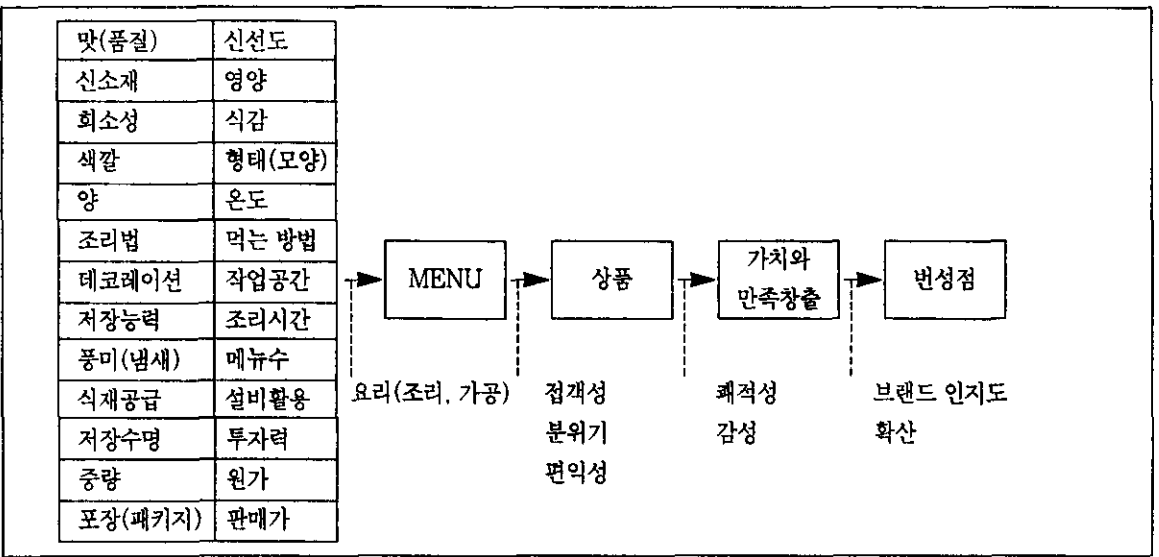 맛(품질) 신선도
신소재 영양
희소성 식감
색깔 형태(모양)
양 온도
조리법 먹는 방법
데코레이션 작업공간
저장능력 조리시간
풍미(냄새) 메뉴수
식재공급 설비활용
저장수명 투자력
중량 원가
포장(패키지) 판매가
MENU
상품
가치와
만족창출
번성점
요리(조리, 가공)
접객성
분위기
편익성
쾌적성
감성
브랜드 인지도
확산